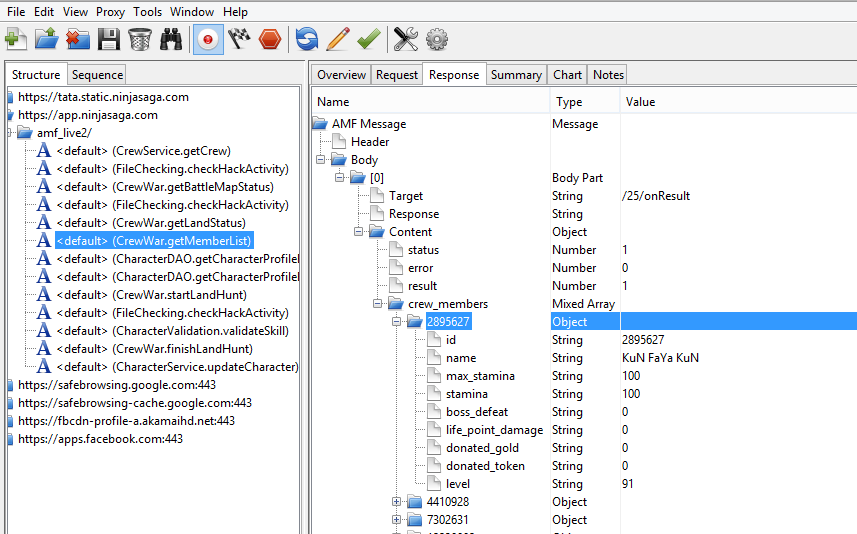 File Edit View Proxy Tools Window Help
Structure Sequence
https://tata.static.ninjasaga.com
https://app.ninjasaga.com
amf_live2/
<default> (CrewService.getCrew)
<default> (FileChecking.checkHackActivity)
<default> (CrewWar.getBattleMapStatus)
<default> (FileChecking.checkHackActivity)
<default> (CrewWar.getLandStatus)
<default> (CrewWar.getMemberList)
<default> (CharacterDAO.getCharacterProfile
<default> (CharacterDAO.getCharacterProfile
<default> (CrewWar.startLandHunt)
<default> (FileChecking.checkHackActivity)
<default> (CharacterValidation.validateSkill)
<default> (CrewWar.finishLandHunt)
<default> (CharacterService.updateCharacter)
https://safebrowsing.google.com:443
https://safebrowsing-cache.google.com:443
https://fbcdn-profile-a.akamaihd.net:443
https://apps.facebook.com:443
Overview Request Response Summary Chart Notes
Name Type Value
AMF Message Message
Header
Body
[0] Body Part
Target String /25/onResult
Response String
Content Object
status Number 1
error Number 0
result Number 1
crew_members Mixed Array
2895627 Object
id String 2895627
name String KuN FaYa KuN
max_stamina String 100
stamina String 100
boss_defeat String 0
life_point_damage String 0
donated_gold String 0
donated_token String 0
level String 91
4410928 Object
7302631 Object